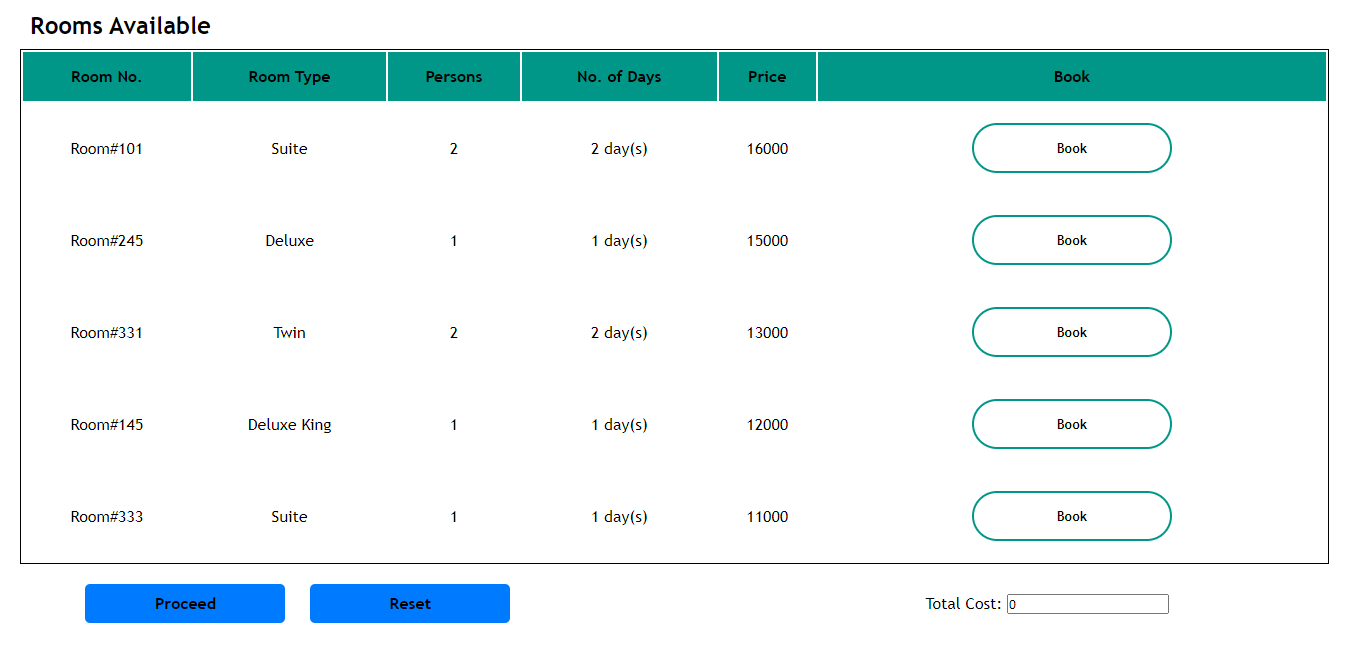 Rooms Available
Room No. Room Type Persons No. of Days Price Book
Room#101 Suite 2 2 day(s) 16000 Book
Room#245 Deluxe 1 1 day(s) 15000 Book
Room#331 Twin 2 2 day(s) 13000 Book
Room#145 Deluxe King 1 1 day(s) 12000 Book
Room#333 Suite 1 1 day(s) 11000 Book
Proceed Reset Total Cost: 0